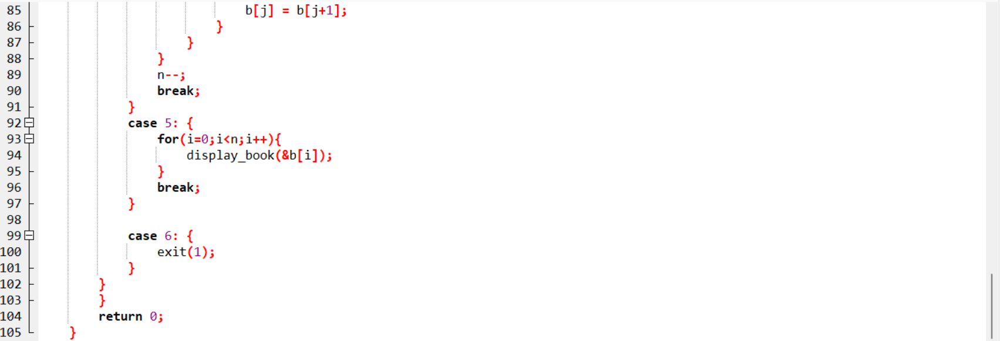 85 b[j] = b[j+1];
86 }
87 }
88 }
89 n--;
90 break;
91 }
92 case 5: {
93 for(i=0;i<n;i++){
94 display_book(&b[i]);
95 }
96 break;
97 }
98
99 case 6: {
100 exit(1);
101 }
102 }
103 }
104 return 0;
105 }